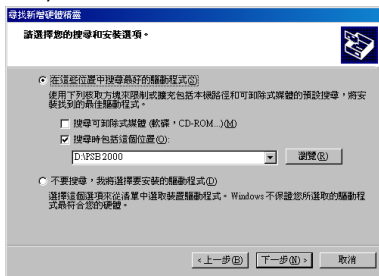 尋找新增硬體精靈
請選擇您的搜尋和安裝選項。
在這些位置中搜尋最好的驅動程式(S)
使用下列核取方塊來限制或擴充包括本機路徑和可卸除式媒體的預設搜尋，將安
裝找到的最佳驅動程式。
搜尋可卸除式媒體 (軟碟，CD-ROM...)(M)
搜尋時包括這個位置(O):
D:\PSB2000
瀏覽(R)
不要搜尋，我將選擇要安裝的驅動程式(D)
選擇這個選項來從清單中選取裝置驅動程式。Windows 不保證您所選取的驅動程
式最符合您的硬體。
<上一步(B)
下一步(N)>
取消